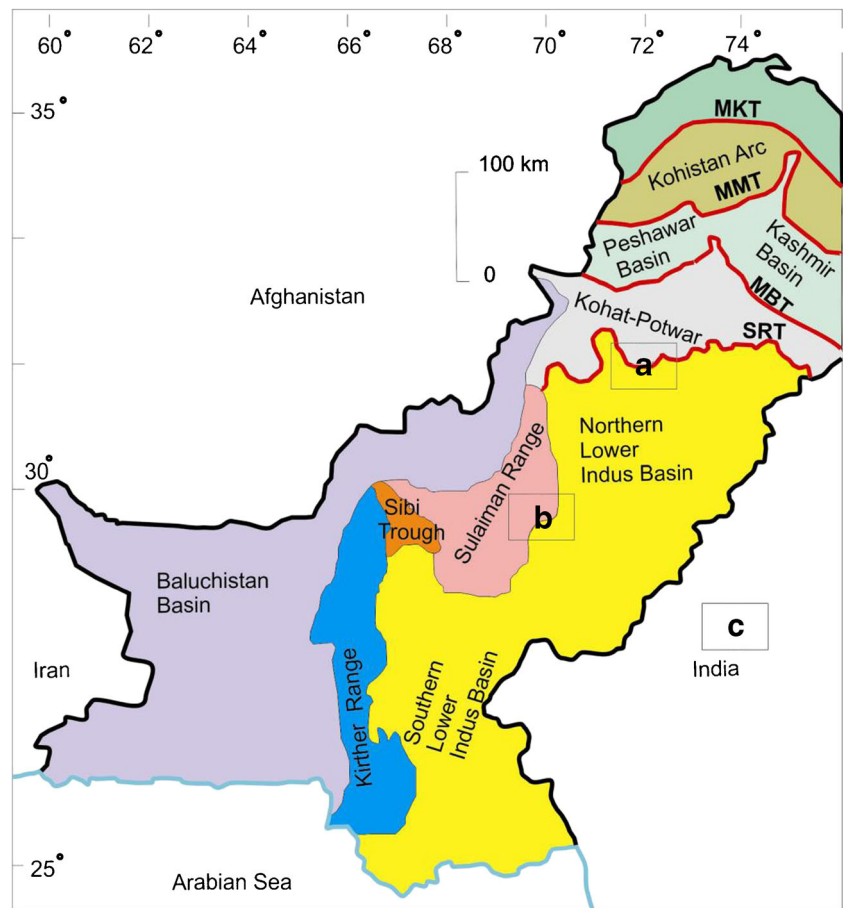 60° 62° 64° 66° 68° 70° 72° 74°
35°
MKT
Kohistan Arc
100 km
MMT
Peshawar
Basin
Kashmir
Basin
0
Afghanistan
MBT
Kohat-Potwar
SRT
a
Northern
Lower
Indus Basin
30°
Sulaiman Range
Sibi
Trough
b
Baluchistan
Basin
c
Iran
India
Kirther Range
Southern
Lower
Indus Basin
25°
Arabian Sea